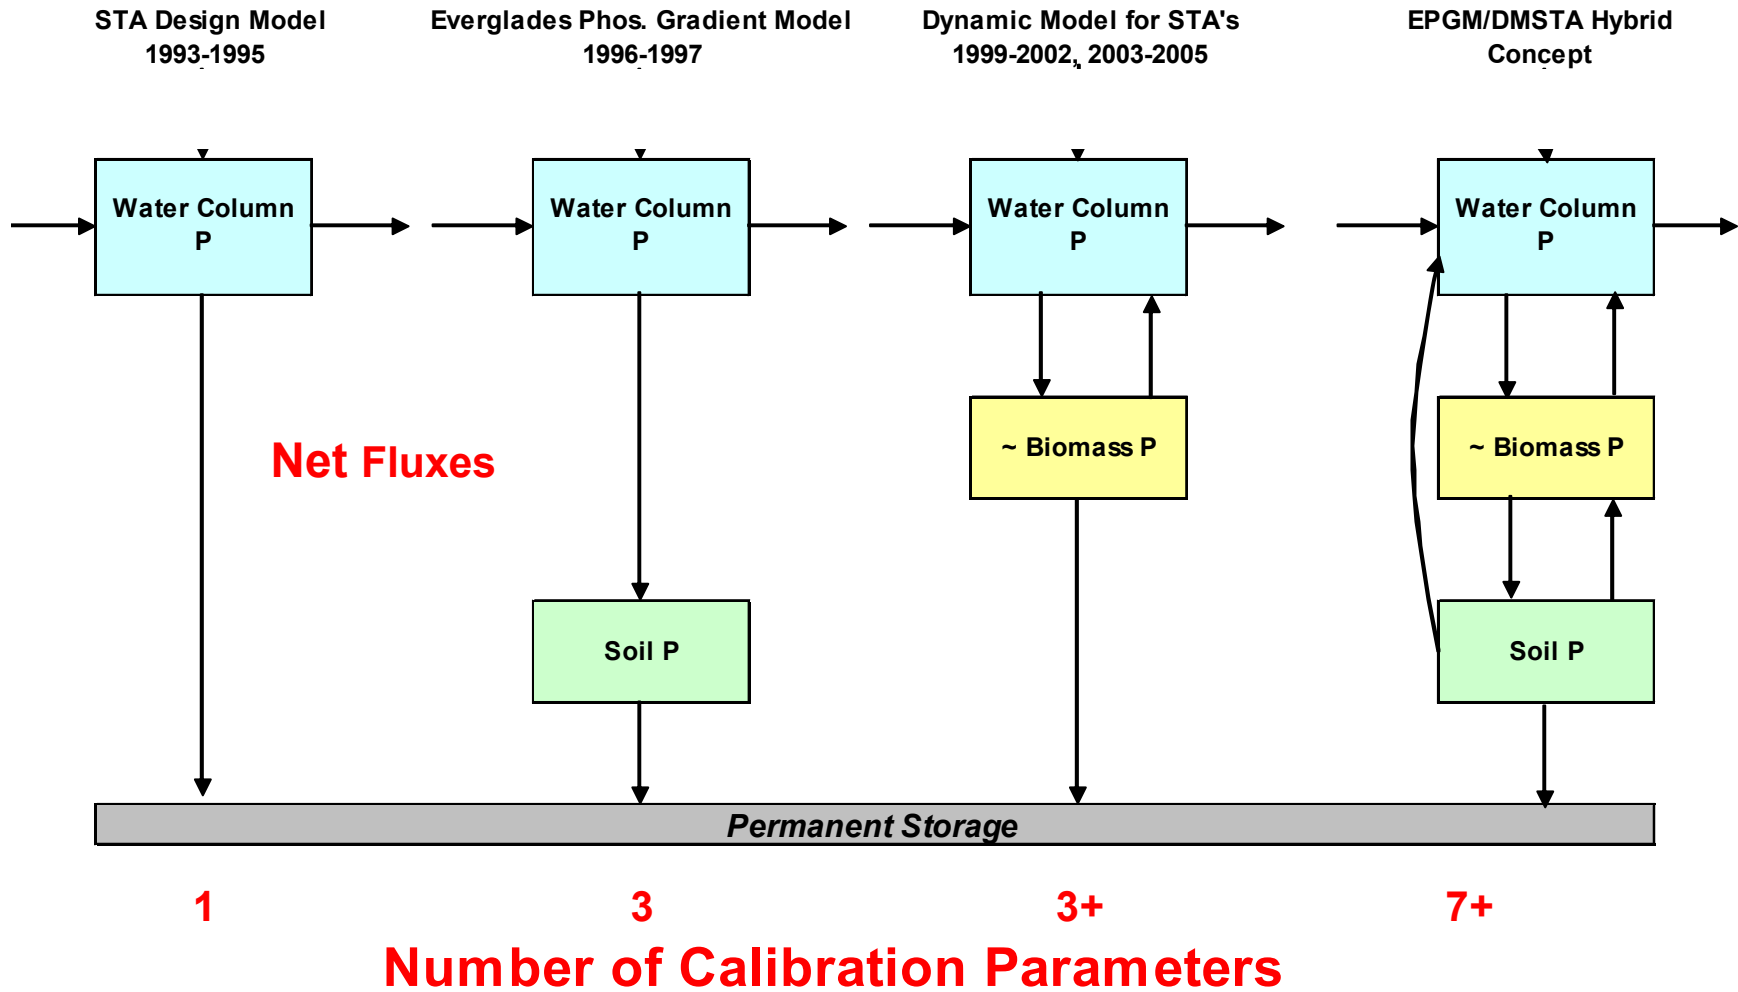 STA Design Model
1993-1995
Everglades Phos. Gradient Model
1996-1997
Dynamic Model for STA's
1999-2002, 2003-2005
EPGM/DMSTA Hybrid
Concept
Water Column
P
Water Column
P
Water Column
P
Water Column
P
Net Fluxes
~ Biomass P
~ Biomass P
Soil P
Soil P
Permanent Storage
1
3
3+
7+
Number of Calibration Parameters